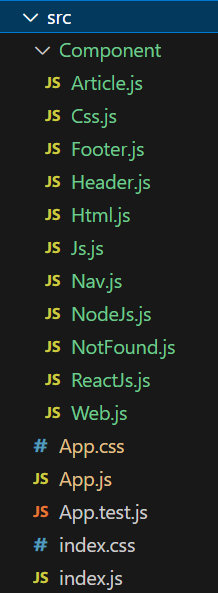 src
Component
JS Article.js
JS Css.js
JS Footer.js
JS Header.js
JS Html.js
JS Js.js
JS Nav.js
JS NodeJs.js
JS NotFound.js
JS ReactJs.js
JS Web.js
# App.css
JS App.js
JS App.test.js
# index.css
JS index.js